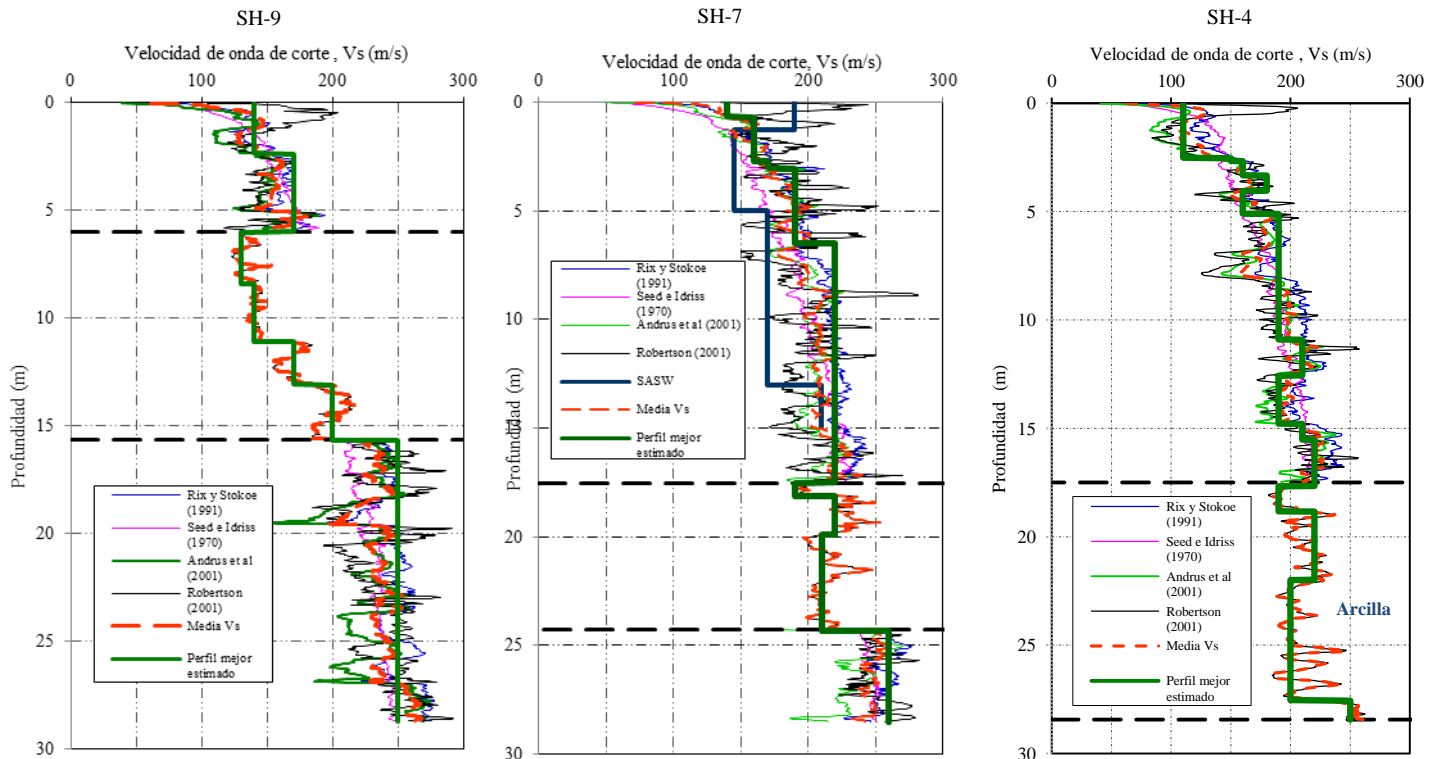 SH-9
Velocidad de onda de corte , Vs (m/s)
0 100 200 300
0
5
10
15
20
25
30
Profundidad (m)
Rix y Stokoe
(1991)
Seed e Idriss
(1970)
Andrus et al
(2001)
Robertson
(2001)
Media Vs
Perfil mejor
estimado
SH-7
Velocidad de onda de corte, Vs (m/s)
0 100 200 300
0
5
10
15
20
25
30
Profundidad (m)
Rix y Stokoe
(1991)
Seed e Idriss
(1970)
Andrus et al (2001)
Robertson (2001)
SASW
Media Vs
Perfil mejor
estimado
SH-4
Velocidad de onda de corte , Vs (m/s)
0 100 200 300
0
5
10
15
20
25
30
Profundidad (m)
Rix y Stokoe
(1991)
Seed e Idriss
(1970)
Andrus et al
(2001)
Robertson
(2001)
Media Vs
Perfil mejor
estimado
Arcilla